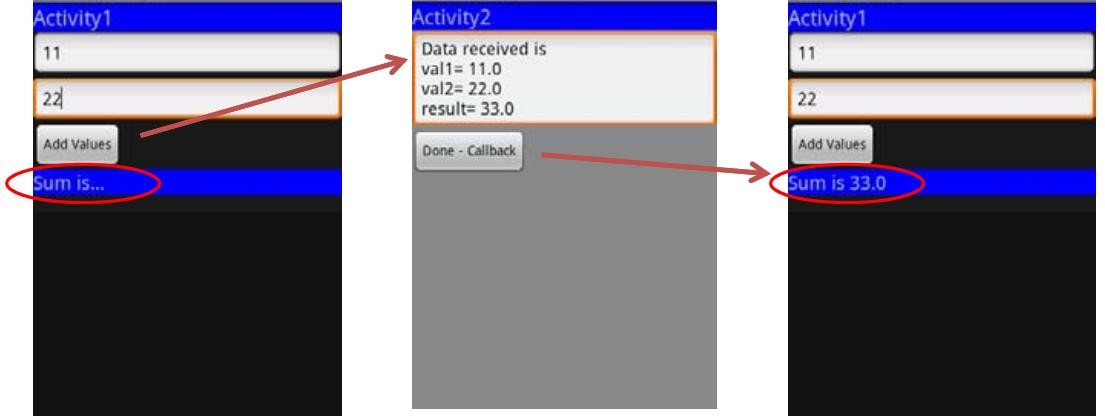 Activity1
11
22
Add Values
Sum is...
Activity2
Data received is
val1= 11.0
val2= 22.0
result= 33.0
Done - Callback
Activity1
11
22
Add Values
Sum is 33.0